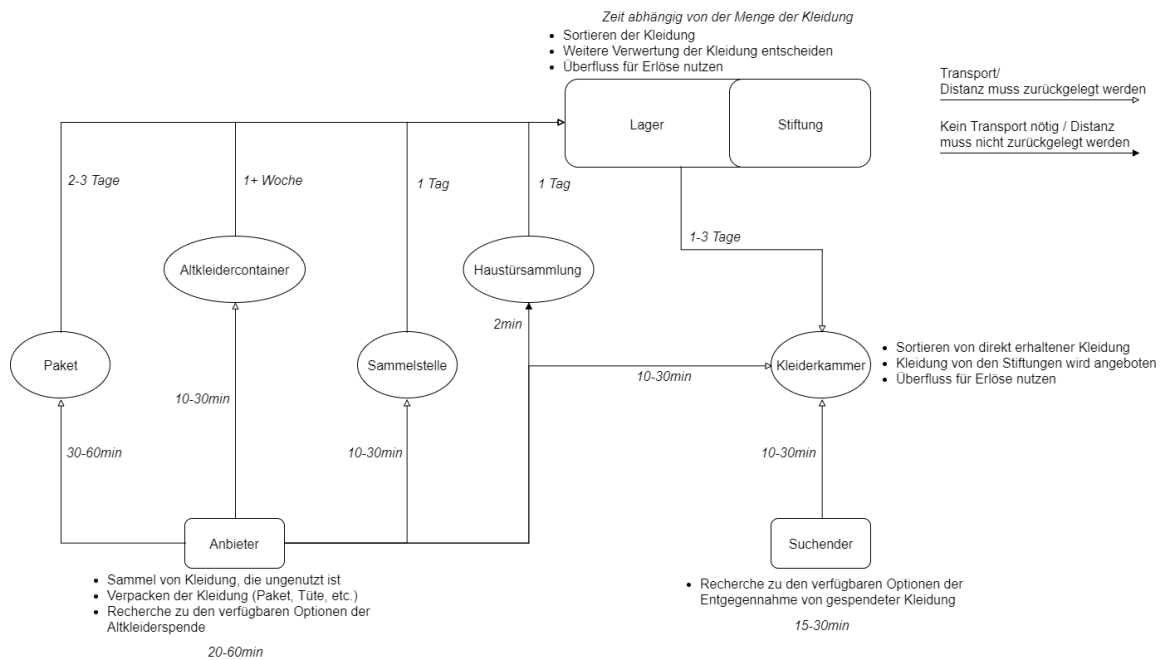 Zeit abhängig von der Menge der Kleidung
Sortieren der Kleidung
Weitere Verwertung der Kleidung entscheiden
Überfluss für Erlöse nutzen
Transport/
Distanz muss zurückgelegt werden
Kein Transport nötig / Distanz
muss nicht zurückgelegt werden
Lager
Stiftung
2-3 Tage
1+ Woche
1 Tag
1 Tag
1-3 Tage
Altkleidercontainer
Haustürsammlung
2min
Paket
Sammelstelle
Kleiderkammer
Sortieren von direkt erhaltener Kleidung
Kleidung von den Stiftungen wird angeboten
Überfluss für Erlöse nutzen
10-30min
10-30min
30-60min
10-30min
10-30min
Anbieter
Suchender
Sammel von Kleidung, die ungenutzt ist
Verpacken der Kleidung (Paket, Tüte, etc.)
Recherche zu den verfügbaren Optionen der
Altkleiderspende
20-60min
Recherche zu den verfügbaren Optionen der
Entgegennahme von gespendeter Kleidung
15-30min